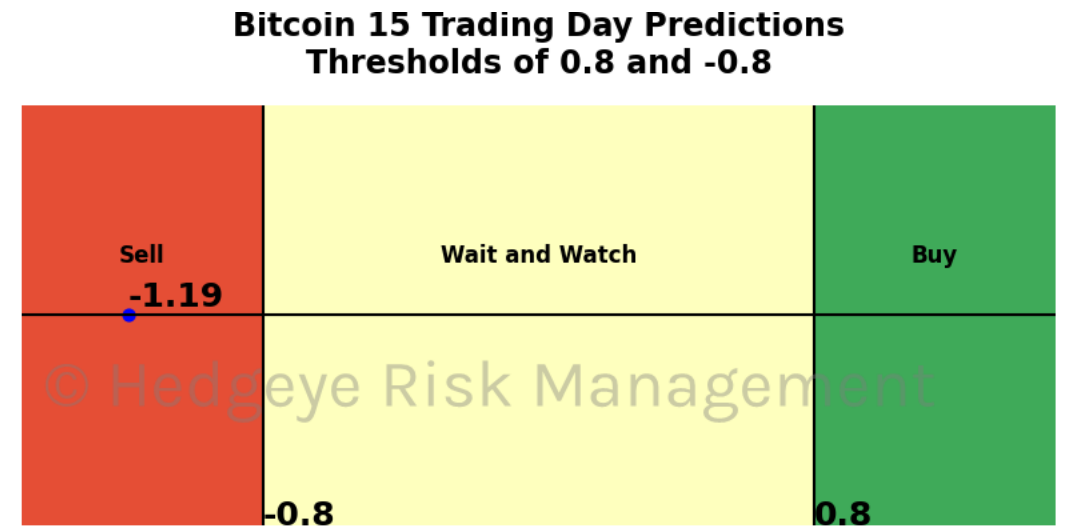 Bitcoin 15 Trading Day Predictions
Thresholds of 0.8 and -0.8
Sell
Wait and Watch
Buy
-1.19
© Hedgeye Risk Management
-0.8
0.8